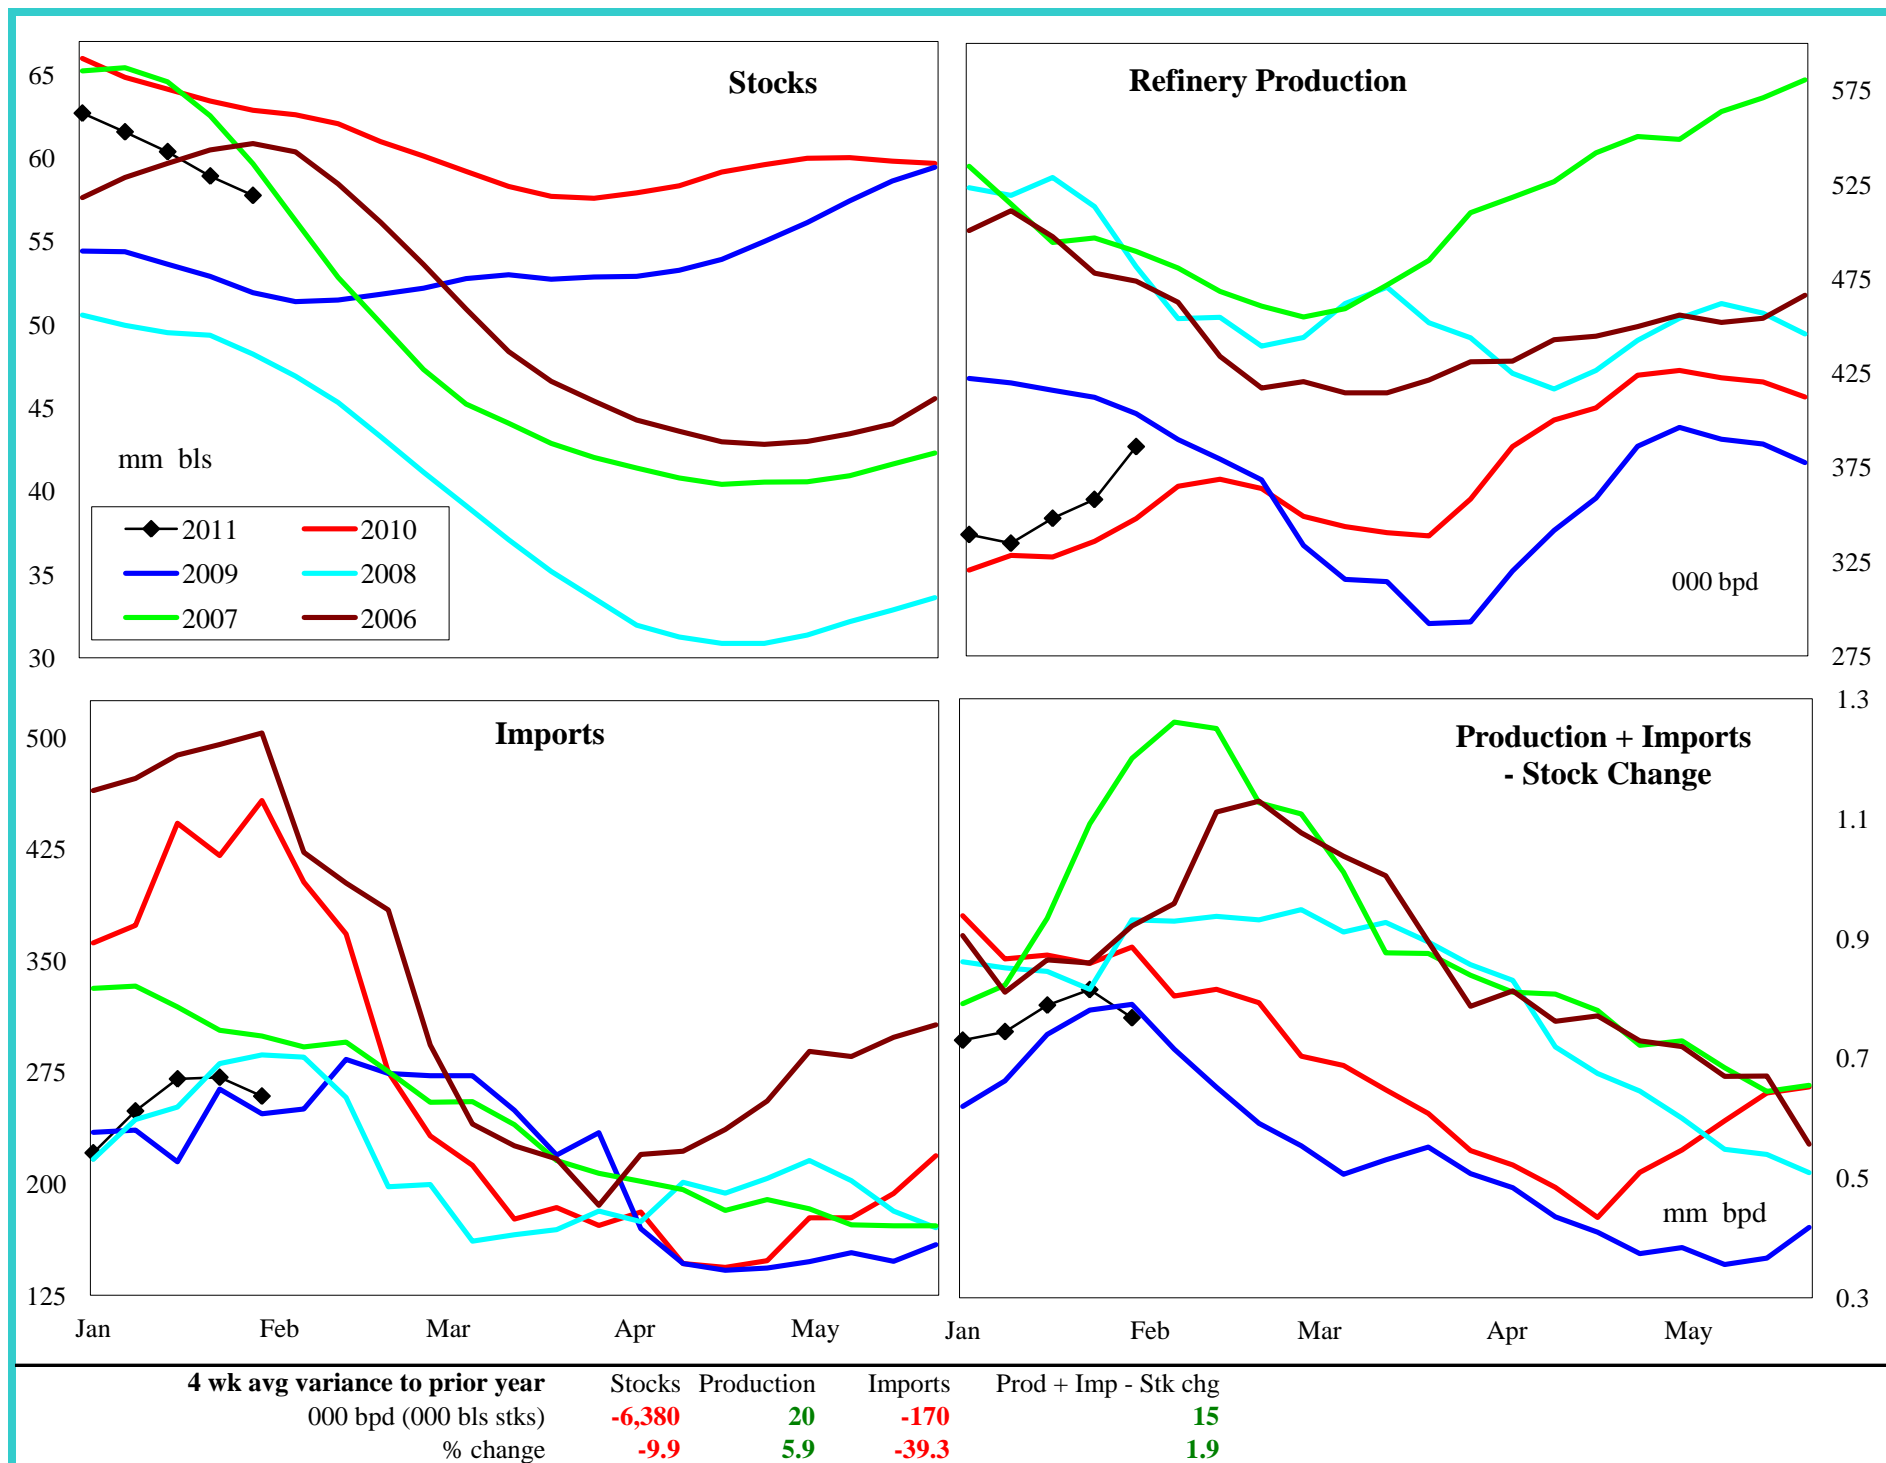 Stocks
65
60
55
50
45
40
35
30
mm bls
2011
2010
2009
2008
2007
2006
Refinery Production
575
525
475
425
375
325
275
000 bpd
Imports
500
425
350
275
200
125
Jan Feb Mar Apr May
Production + Imports
- Stock Change
1.3
1.1
0.9
0.7
0.5
0.3
mm bpd
Jan Feb Mar Apr May
4 wk avg variance to prior year Stocks Production Imports Prod + Imp - Stk chg
000 bpd (000 bls stks) -6,380 20 -170 15
% change -9.9 5.9 -39.3 1.9